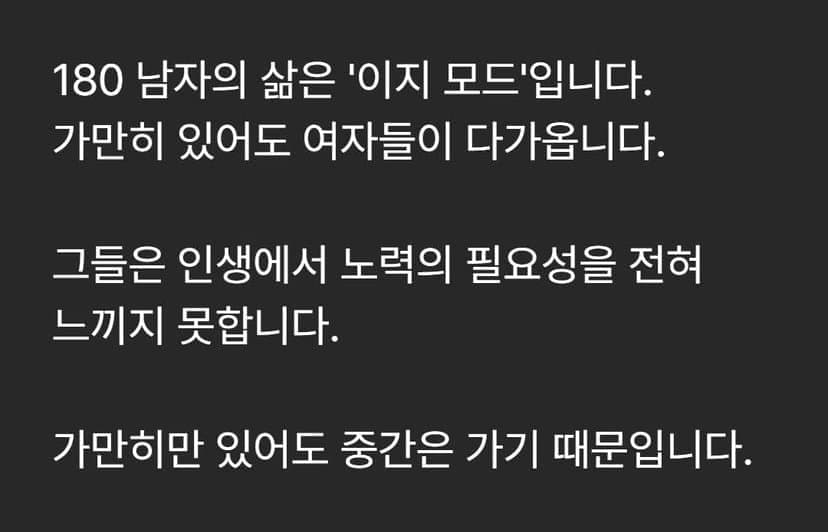 180 남자의 삶은 '이지 모드'입니다.
가만히 있어도 여자들이 다가옵니다.
그들은 인생에서 노력의 필요성을 전혀
느끼지 못합니다.
가만히만 있어도 중간은 가기 때문입니다.